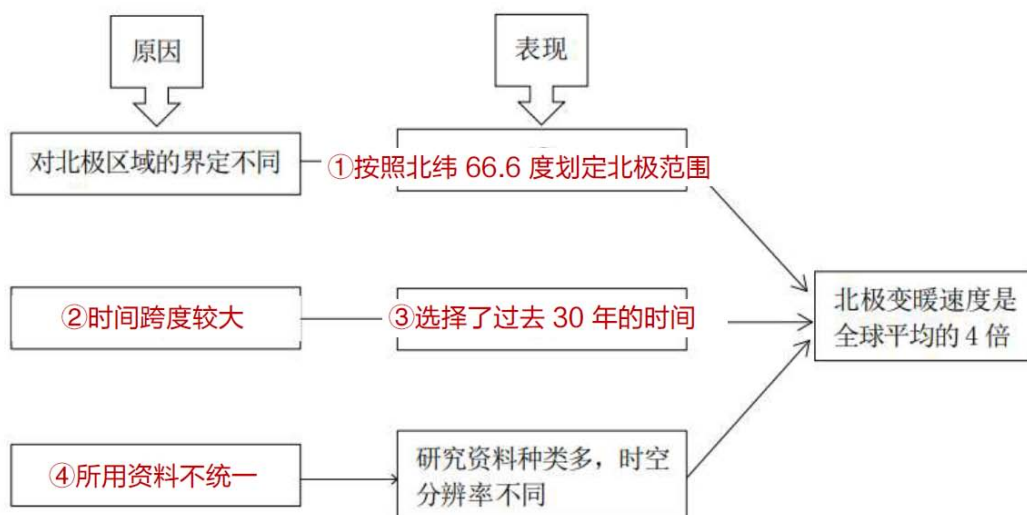 原因
表现
对北极区域的界定不同
①按照北纬 66.6 度划定北极范围
②时间跨度较大
③选择了过去 30 年的时间
北极变暖速度是
全球平均的 4 倍
④所用资料不统一
研究资料种类多，时空
分辨率不同